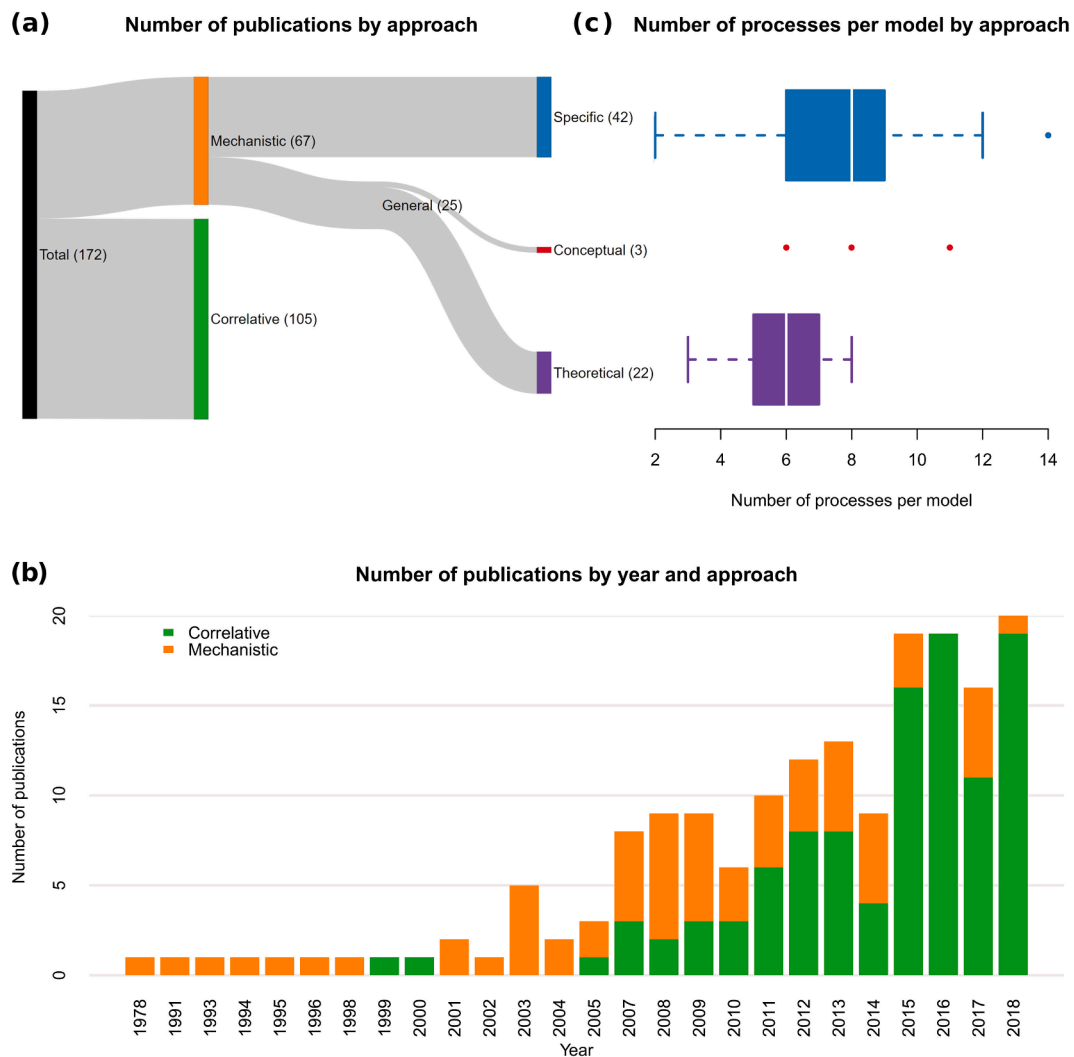 (a) Number of publications by approach
Specific (42)
Mechanistic (67)
General (25)
Total (172)
Conceptual (3)
Correlative (105)
Theoretical (22)
(c) Number of processes per model by approach
2 4 6 8 10 12 14
Number of processes per model
(b) Number of publications by year and approach
Correlative
Mechanistic
Number of publications
20
15
10
5
0
1978 1991 1993 1994 1995 1996 1998 1999 2000 2001 2002 2003 2004 2005 2007 2008 2009 2010 2011 2012 2013 2014 2015 2016 2017 2018
Year